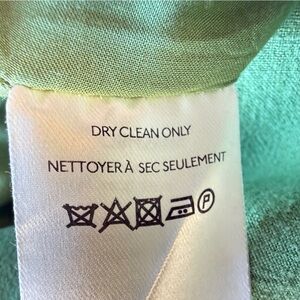 DRY CLEAN ONLY
NETTOYER À SEC SEULEMENT
P